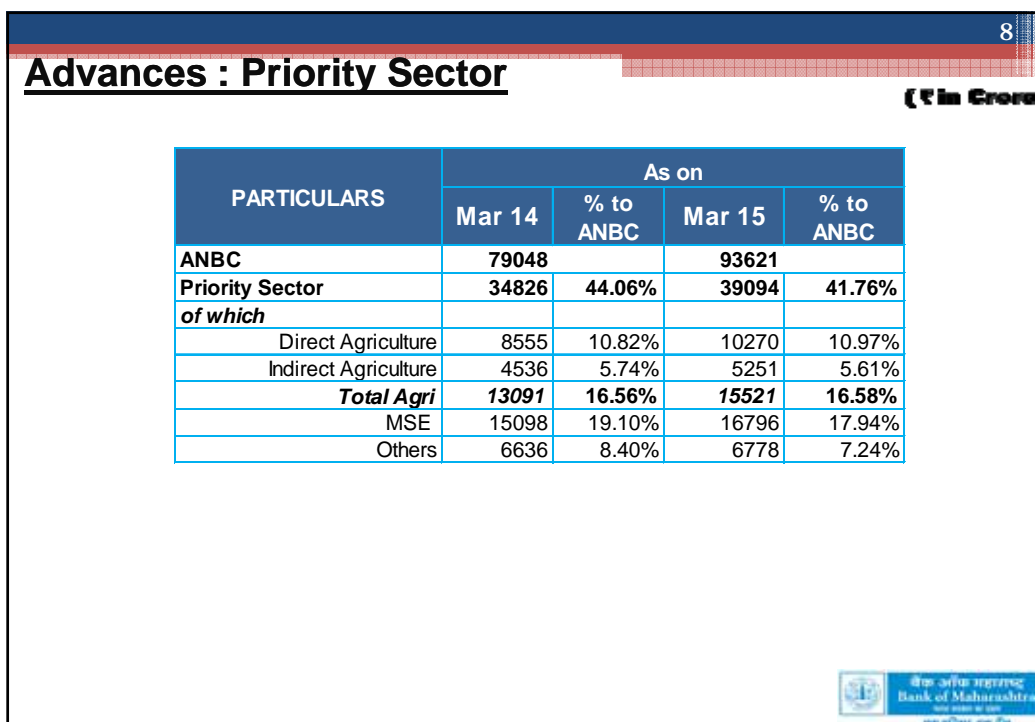 8
Advances : Priority Sector
(₹ in Crore
PARTICULARS As on
Mar 14 % to ANBC Mar 15 % to ANBC
ANBC 79048 93621
Priority Sector 34826 44.06% 39094 41.76%
of which
Direct Agriculture 8555 10.82% 10270 10.97%
Indirect Agriculture 4536 5.74% 5251 5.61%
Total Agri 13091 16.56% 15521 16.58%
MSE 15098 19.10% 16796 17.94%
Others 6636 8.40% 6778 7.24%
बैंक ऑफ महाराष्ट्र
Bank of Maharashtra